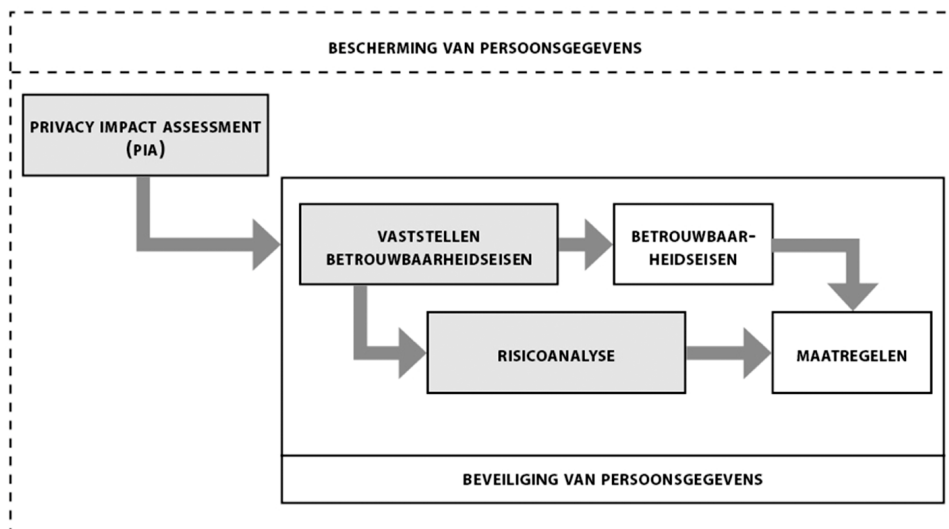 BESCHERMING VAN PERSOONSGEGEVENS
PRIVACY IMPACT ASSESSMENT
(PIA)
VASTSTELLEN
BETROUWBAARHEIDSEISEN
BETROUWBAAR-
HEIDSEISEN
RISICOANALYSE
MAATREGELEN
BEVEILIGING VAN PERSOONSGEGEVENS